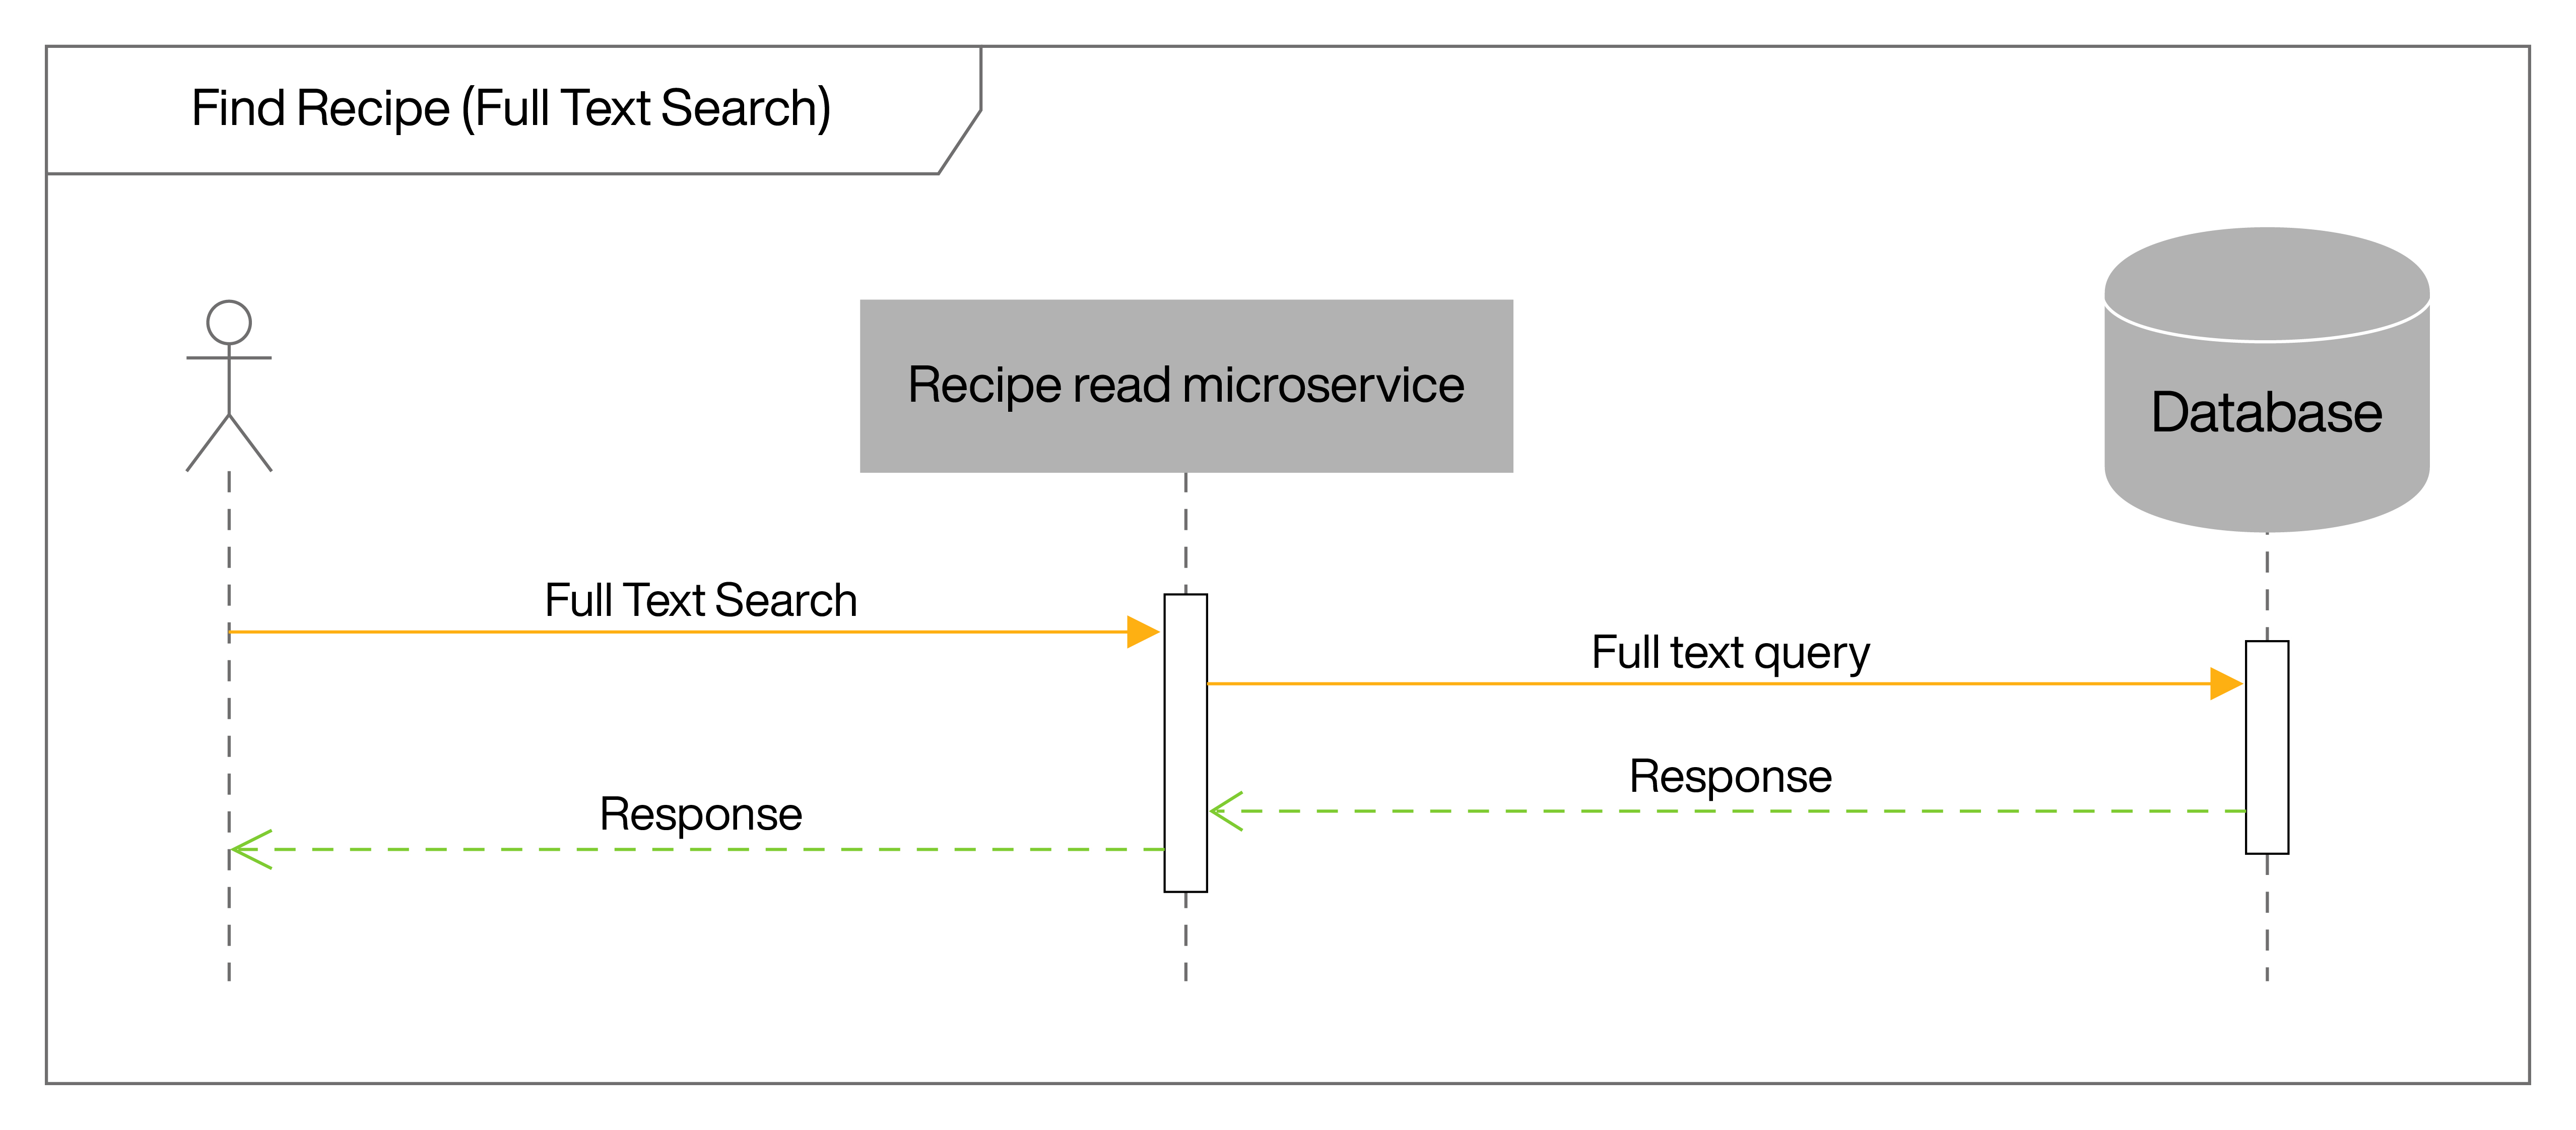 Find Recipe (Full Text Search)
Recipe read microservice
Database
Full Text Search
Full text query
Response
Response